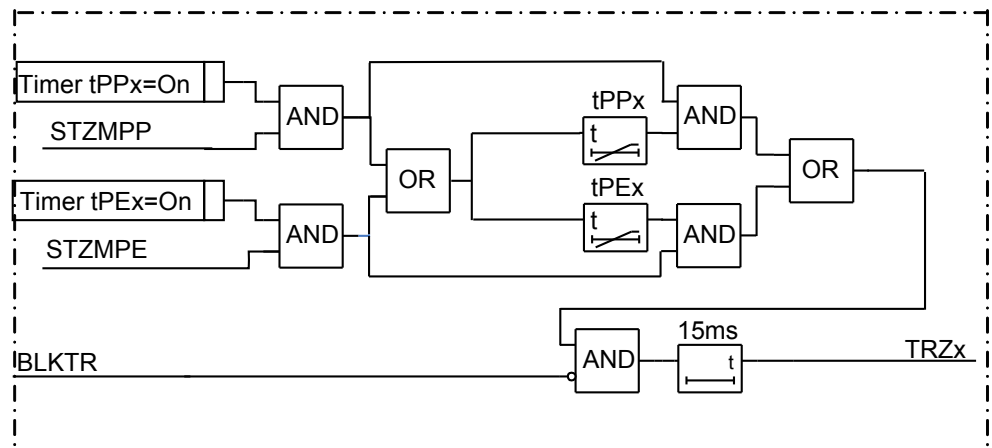 Timer tPPx=On
STZMPP
AND
OR
tPPx
t
AND
OR
Timer tPEx=On
STZMPE
AND
tPEx
t
AND
BLKTR
AND
15ms
t
TRZx